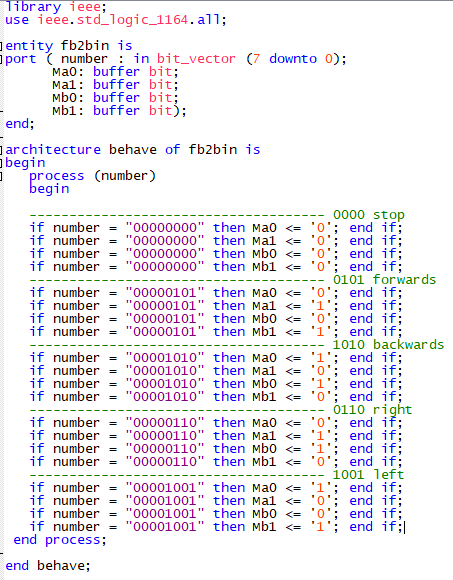 library ieee;
use ieee.std_logic_1164.all;
entity fb2bin is
port ( number : in bit_vector (7 downto 0);
Ma0: buffer bit;
Ma1: buffer bit;
Mb0: buffer bit;
Mb1: buffer bit);
end;
architecture behave of fb2bin is
begin
process (number)
begin
---------------------------------- 0000 stop
if number = "00000000" then Ma0 <= '0'; end if;
if number = "00000000" then Ma1 <= '0'; end if;
if number = "00000000" then Mb0 <= '0'; end if;
if number = "00000000" then Mb1 <= '0'; end if;
---------------------------------- 0101 forwards
if number = "00000101" then Ma0 <= '0'; end if;
if number = "00000101" then Ma1 <= '1'; end if;
if number = "00000101" then Mb0 <= '0'; end if;
if number = "00000101" then Mb1 <= '1'; end if;
---------------------------------- 1010 backwards
if number = "00001010" then Ma0 <= '1'; end if;
if number = "00001010" then Ma1 <= '0'; end if;
if number = "00001010" then Mb0 <= '1'; end if;
if number = "00001010" then Mb1 <= '0'; end if;
---------------------------------- 0110 right
if number = "00000110" then Ma0 <= '0'; end if;
if number = "00000110" then Ma1 <= '1'; end if;
if number = "00000110" then Mb0 <= '1'; end if;
if number = "00000110" then Mb1 <= '0'; end if;
---------------------------------- 1001 left
if number = "00001001" then Ma0 <= '1'; end if;
if number = "00001001" then Ma1 <= '0'; end if;
if number = "00001001" then Mb0 <= '0'; end if;
if number = "00001001" then Mb1 <= '1'; end if;
end process;
end behave;